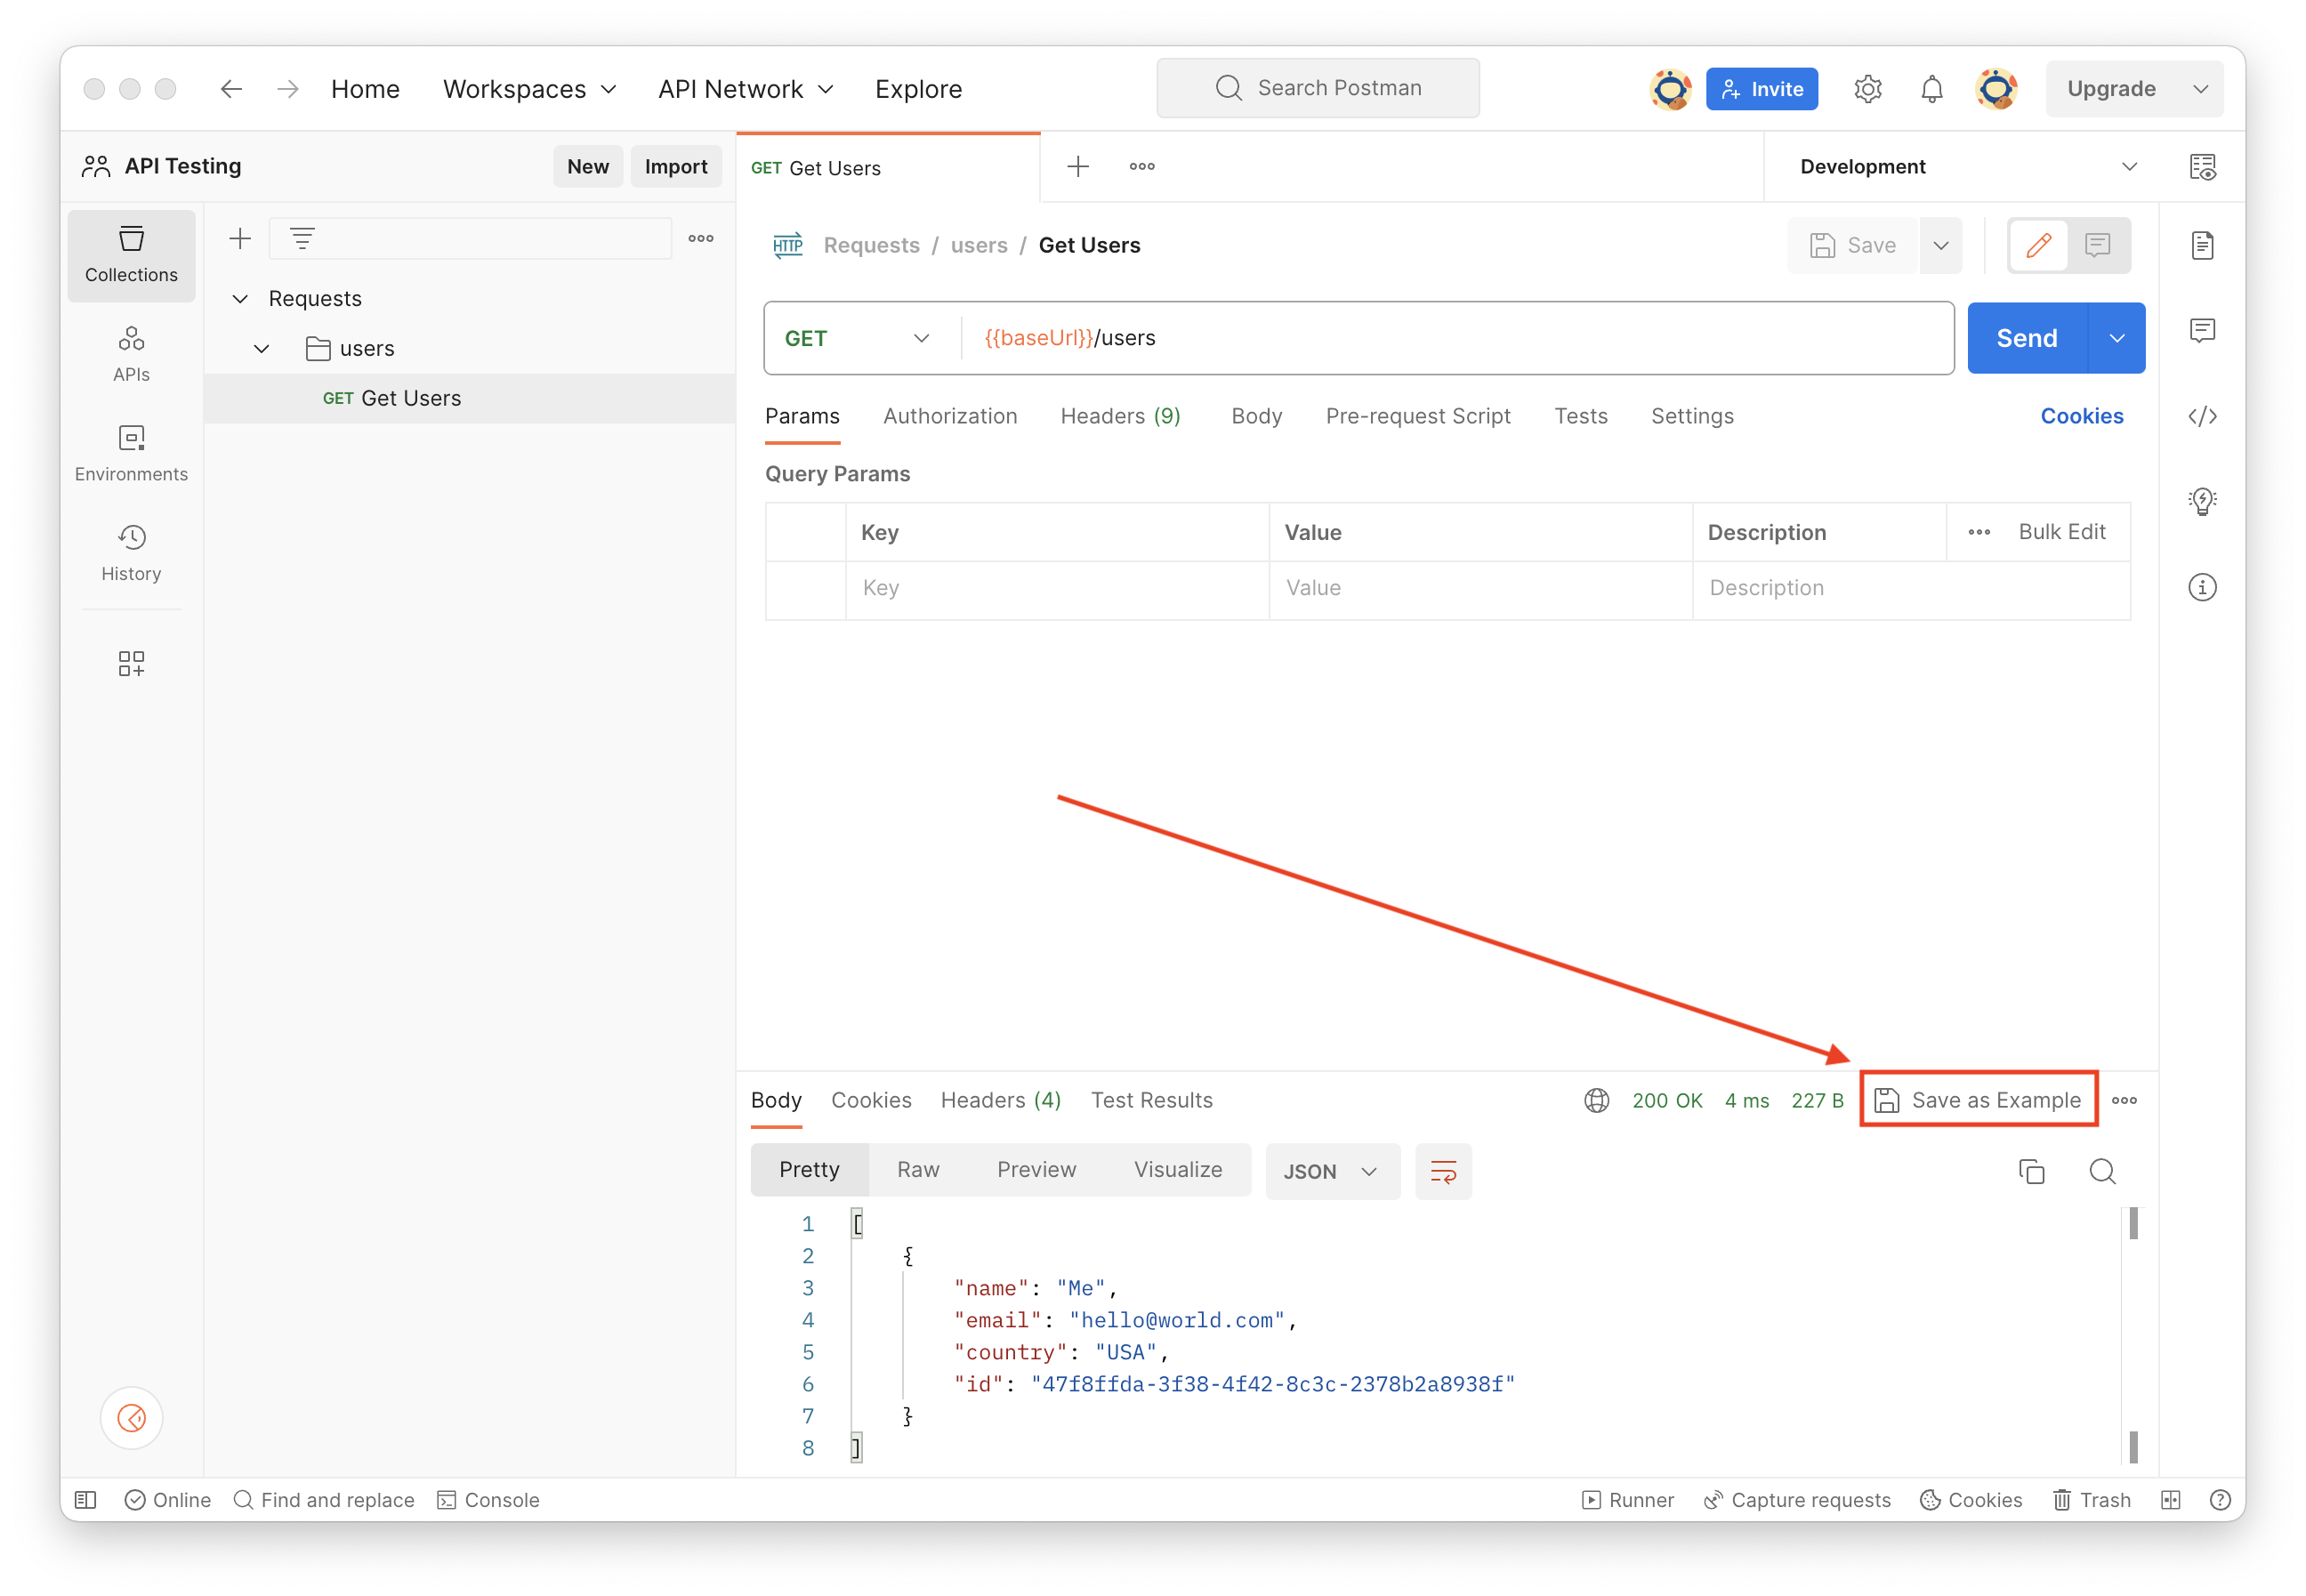 Home Workspaces API Network Explore Search Postman Invite Upgrade
API Testing New Import GET Get Users Development
Collections
APIs
Environments
History
Requests
users
GET Get Users
HTTP Requests / users / Get Users Save
GET {{baseUrl}}/users Send
Params Authorization Headers (9) Body Pre-request Script Tests Settings Cookies
Query Params
Key Value Description Bulk Edit
Key Value Description
Body Cookies Headers (4) Test Results 200 OK 4 ms 227 B Save as Example
Pretty Raw Preview Visualize JSON
1 [
2 {
3 "name": "Me",
4 "email": "hello@world.com",
5 "country": "USA",
6 "id": "47f8ffda-3f38-4f42-8c3c-2378b2a8938f"
7 }
8 ]
Online Find and replace Console Runner Capture requests Cookies Trash